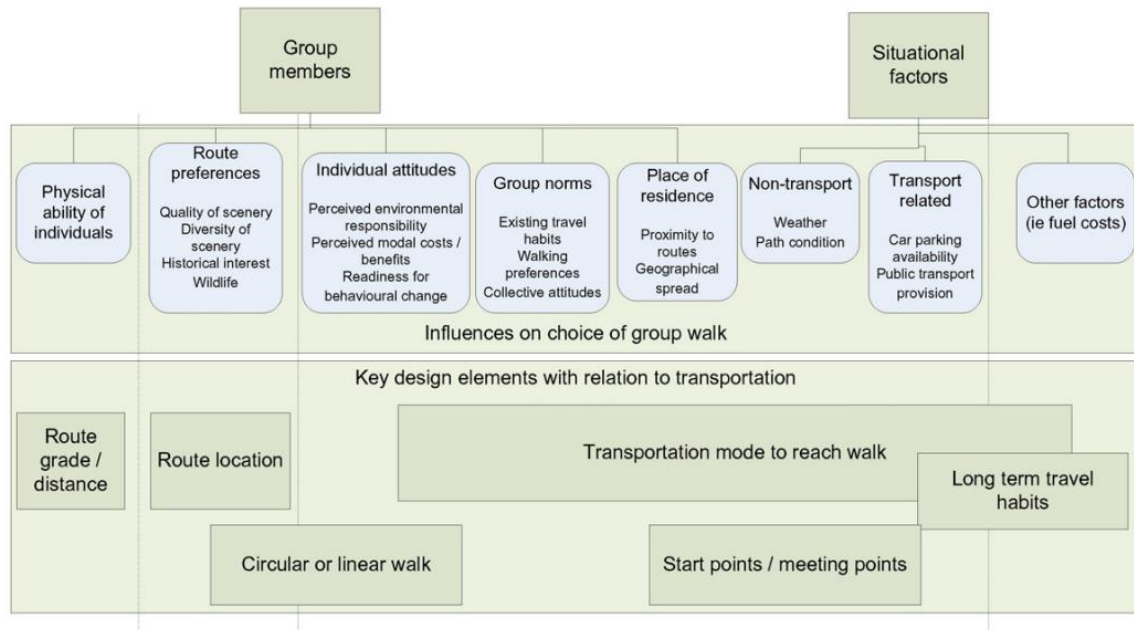 Group
members
Situational
factors
Physical
ability of
individuals
Route
preferences
Quality of scenery
Diversity of
scenery
Historical interest
Wildlife
Individual attitudes
Perceived environmental
responsibility
Perceived modal costs /
benefits
Readiness for
behavioural change
Group norms
Existing travel
habits
Walking
preferences
Collective attitudes
Place of
residence
Proximity to
routes
Geographical
spread
Non-transport
Weather
Path condition
Transport
related
Car parking
availability
Public transport
provision
Other factors
(ie fuel costs)
Influences on choice of group walk
Key design elements with relation to transportation
Route
grade /
distance
Route location
Transportation mode to reach walk
Long term travel
habits
Circular or linear walk
Start points / meeting points